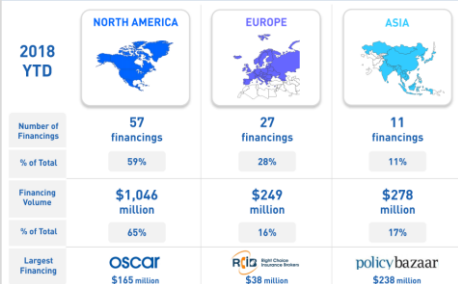 NORTH AMERICA EUROPE ASIA
2018
YTD
Number of
Financings
57
financings
27
financings
11
financings
% of Total 59% 28% 11%
Financing
Volume
$1,046
million
$249
million
$278
million
% of Total 65% 16% 17%
Largest
Financing
oscar
Right Choice
Insurance Brokers
policybazaar
$165 million $38 million $238 million